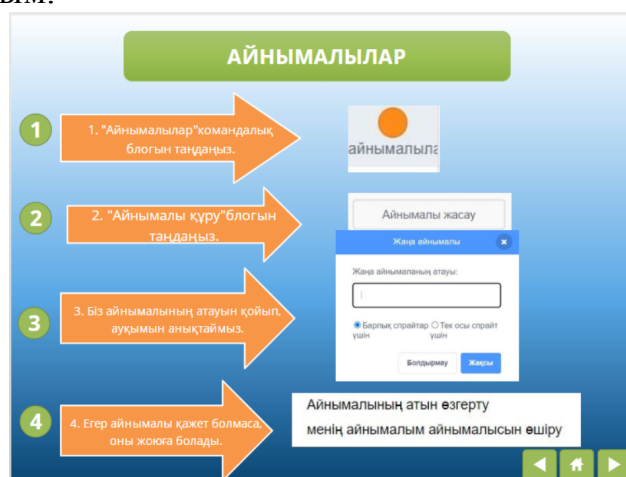 АЙНЫМАЛЫЛАР
1
1. "Айнымалылар"командалық
блогын таңдаңыз.
айнымалыла
2
2. "Айнымалы құру"блогын
таңдаңыз.
Айнымалы жасау
Жаңа айнымалы
Жаңа айнымаланың атауы:
3
3. Біз айнымалының атауын қойып,
ауқымын анықтаймыз.
Барлық спрайтар Тек осы спрайт
үшін үшін
Болдырмау Жақсы
4
4. Егер айнымалы қажет болмаса,
оны жоюға болады.
Айнымалының атын өзгерту
менің айнымалым айнымалысын өшіру